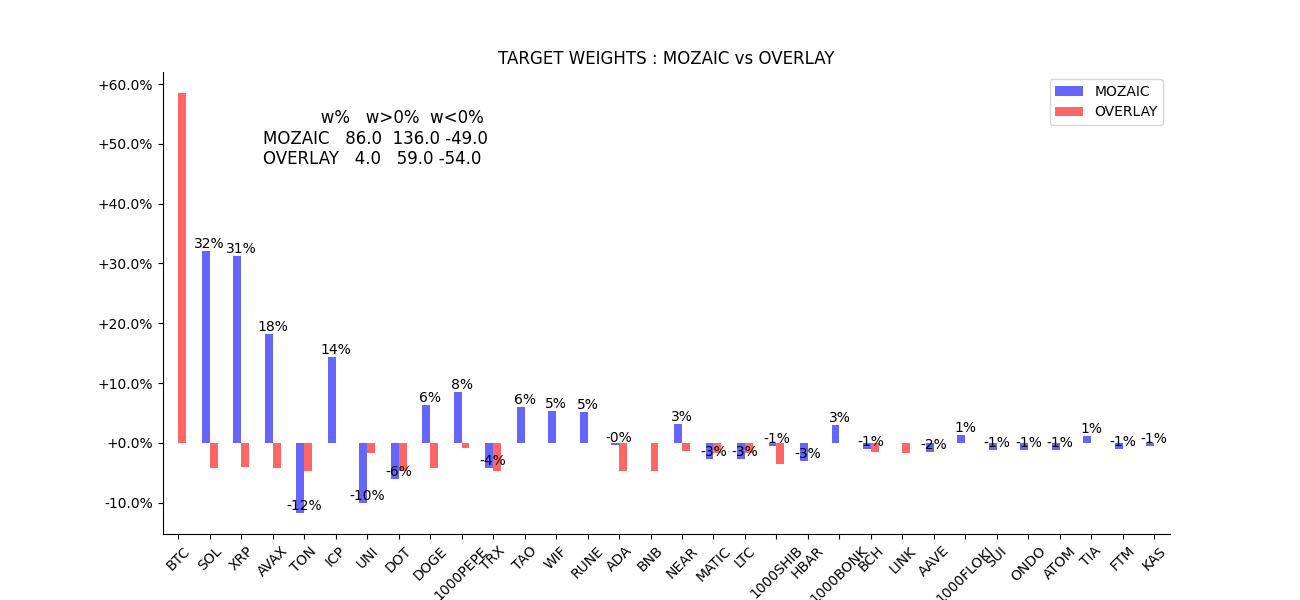 TARGET WEIGHTS : MOZAIC vs OVERLAY
+60.0%
+50.0%
+40.0%
+30.0%
+20.0%
+10.0%
+0.0%
-10.0%
w% w>0% w<0%
MOZAIC 86.0 136.0 -49.0
OVERLAY 4.0 59.0 -54.0
MOZAIC
OVERLAY
32%
31%
18%
-12%
14%
-10%
-6%
6%
8%
-4%
6%
5%
5%
-0%
3%
-3%
-3%
-1%
-3%
3%
-1%
-2%
1%
-1%
-1%
-1%
1%
-1%
-1%
BTC
SOL
XRP
AVAX
TON
ICP
UNI
DOT
DOGE
1000PEPE
TRX
TAO
WIF
RUNE
ADA
BNB
NEAR
MATIC
LTC
1000SHIB
HBAR
1000BONK
BCH
LINK
AAVE
1000FLOKI
SUI
ONDO
ATOM
TIA
FTM
KAS